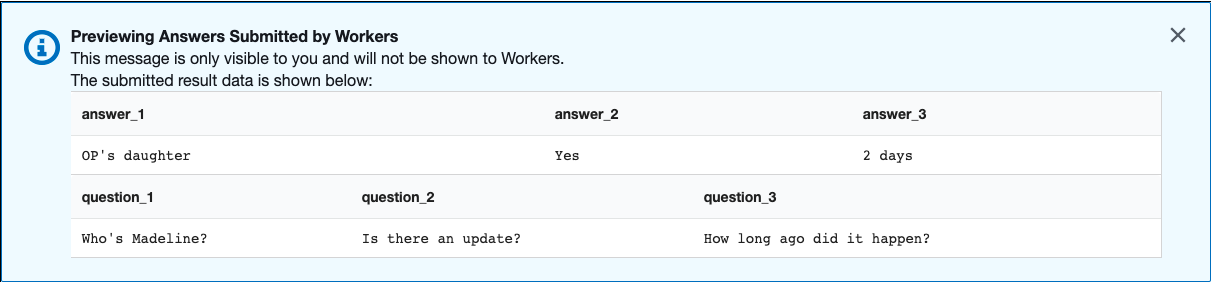 Previewing Answers Submitted by Workers
This message is only visible to you and will not be shown to Workers.
The submitted result data is shown below:
answer_1 answer_2 answer_3
OP's daughter Yes 2 days
question_1 question_2 question_3
Who's Madeline? Is there an update? How long ago did it happen?